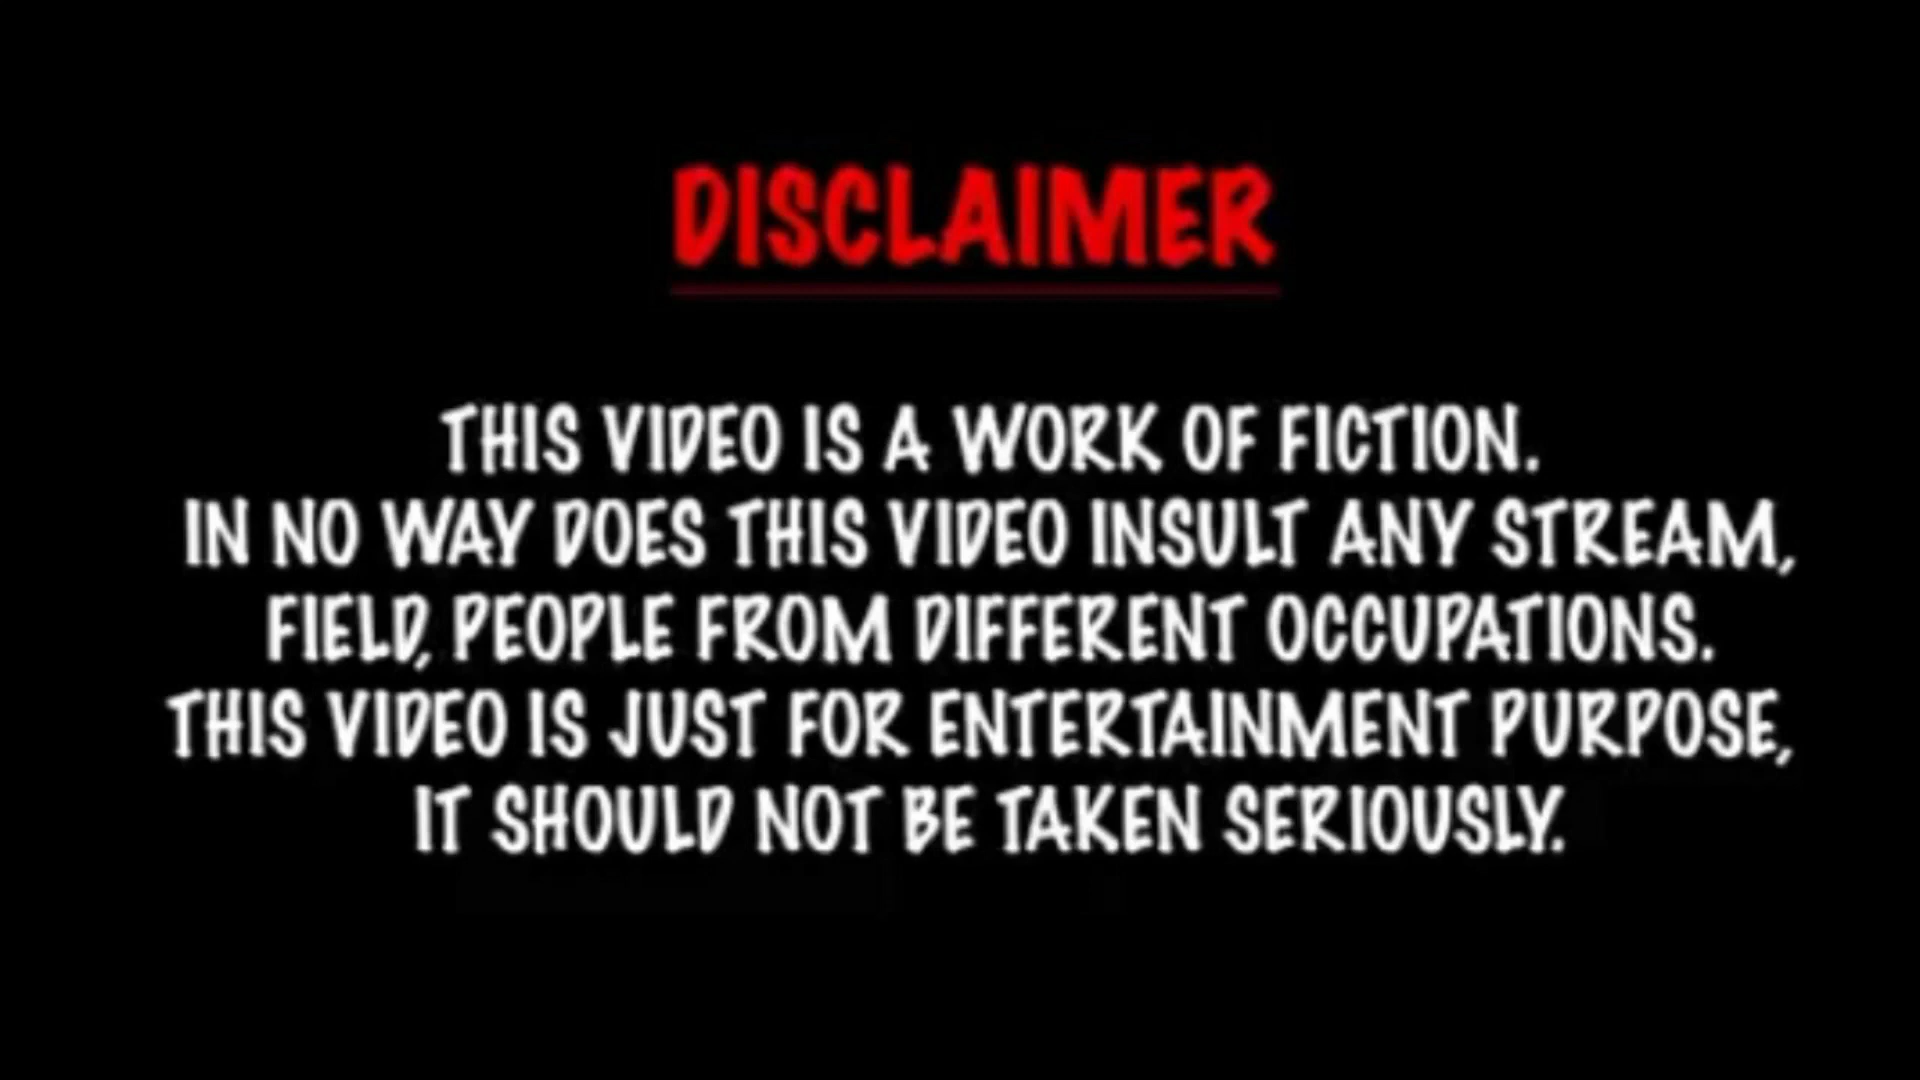 DISCLAIMER
THIS VIDEO IS A WORK OF FICTION.
IN NO WAY DOES THIS VIDEO INSULT ANY STREAM,
FIELD, PEOPLE FROM DIFFERENT OCCUPATIONS.
THIS VIDEO IS JUST FOR ENTERTAINMENT PURPOSE,
IT SHOULD NOT BE TAKEN SERIOUSLY.